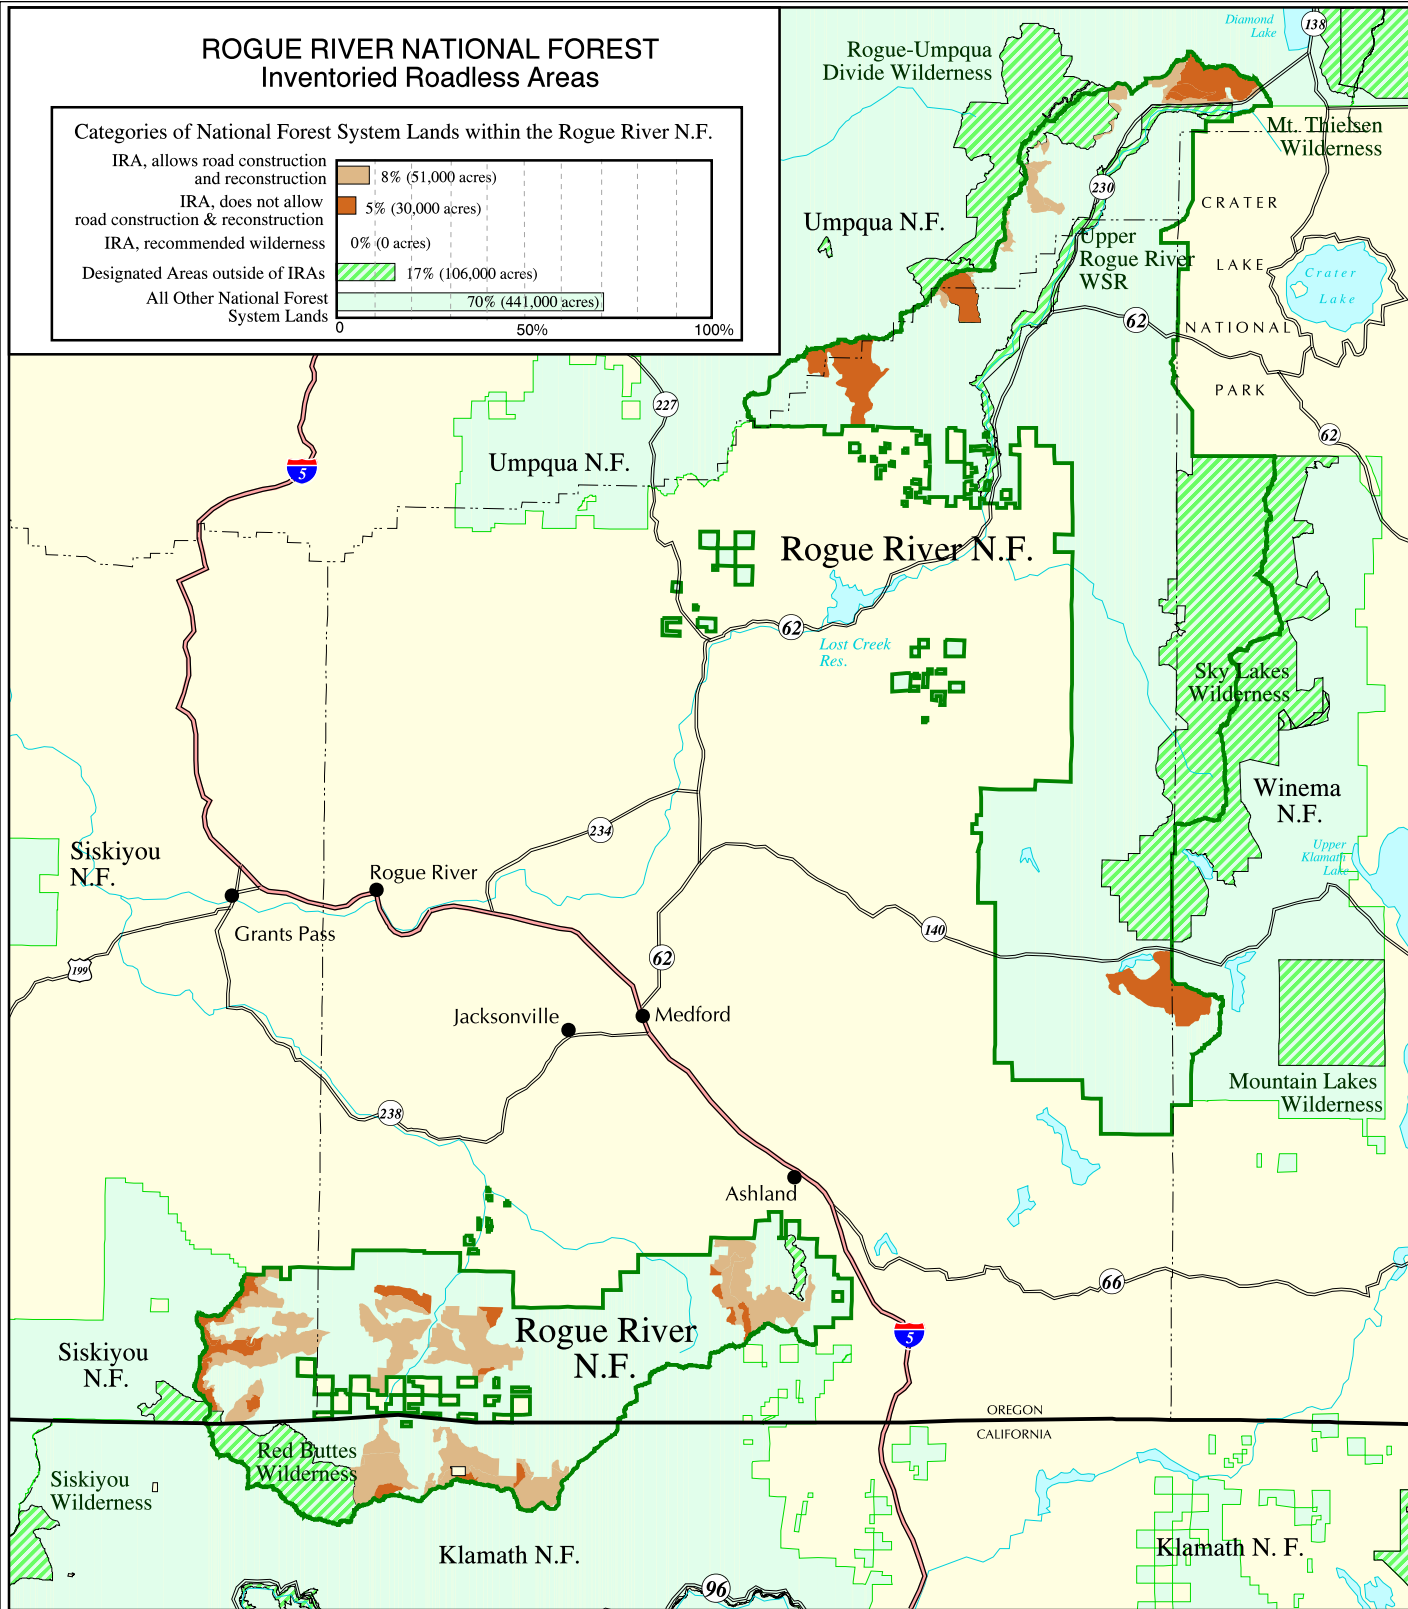 ROGUE RIVER NATIONAL FOREST
Inventoried Roadless Areas
Categories of National Forest System Lands within the Rogue River N.F.
IRA, allows road construction
and reconstruction
8% (51,000 acres)
IRA, does not allow
road construction & reconstruction
5% (30,000 acres)
IRA, recommended wilderness
0% (0 acres)
Designated Areas outside of IRAs
17% (106,000 acres)
All Other National Forest
System Lands
70% (441,000 acres)
0
50%
100%
Diamond
Lake
138
Rogue-Umpqua
Divide Wilderness
Mt. Thielsen
Wilderness
230
CRATER
LAKE
NATIONAL
PARK
Umpqua N.F.
Upper
Rogue River
WSR
Crater
Lake
62
227
62
5
Umpqua N.F.
Rogue River N.F.
62
Lost Creek
Res.
Sky Lakes
Wilderness
Winema
N.F.
234
Siskiyou
N.F.
Upper
Klamath
Lake
Rogue River
Grants Pass
140
199
62
Jacksonville
Medford
Mountain Lakes
Wilderness
238
Ashland
66
Rogue River
N.F.
5
Siskiyou
N.F.
OREGON
CALIFORNIA
Red Buttes
Wilderness
Siskiyou
Wilderness
Klamath N.F.
Klamath N. F.
96